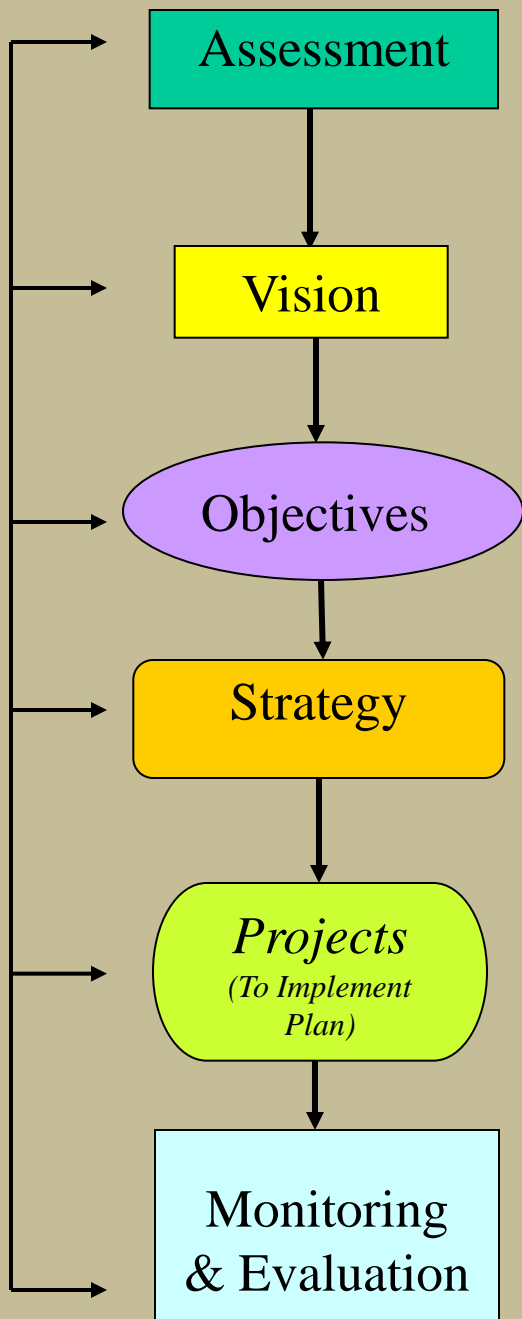 Assessment
Vision
Objectives
Strategy
Projects
(To Implement
Plan)
Monitoring
& Evaluation